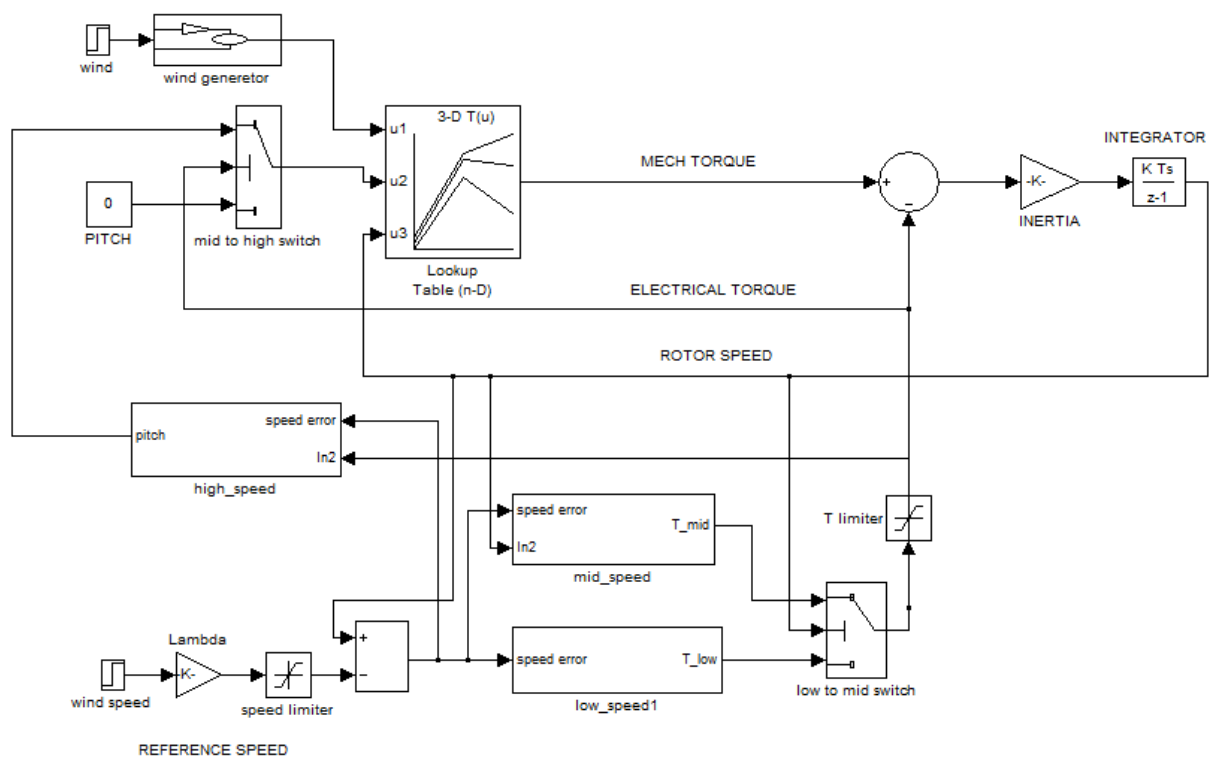 wind
wind generetor
3-D T(u)
u1
u2
u3
Lookup
Table (n-D)
0
PITCH
mid to high switch
MECH TORQUE
+
−
-K-
INERTIA
INTEGRATOR
K Ts
z-1
ELECTRICAL TORQUE
ROTOR SPEED
speed error
pitch
In2
high_speed
speed error
T_mid
In2
mid_speed
T limiter
+
−
Lambda
K-
wind speed
speed limiter
speed error
T_low
low_speed1
low to mid switch
REFERENCE SPEED